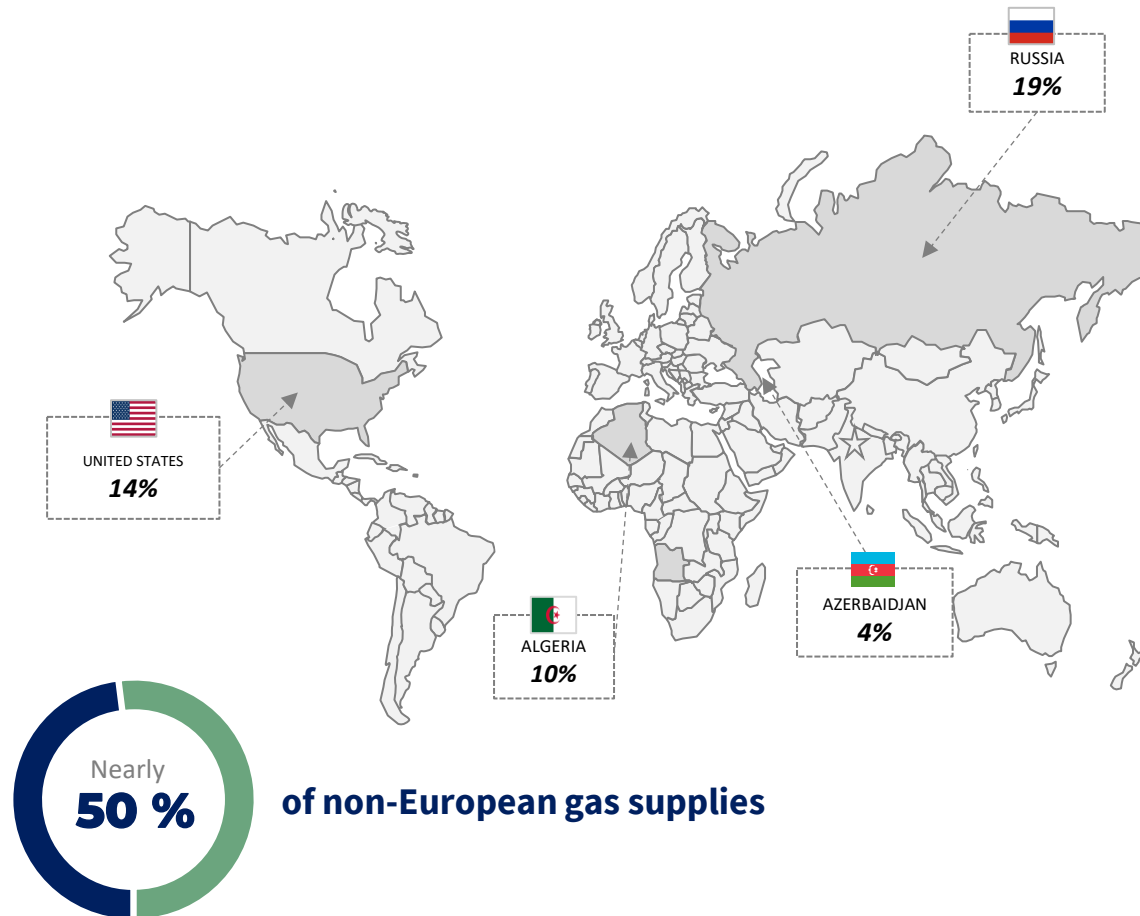 RUSSIA
19%
UNITED STATES
14%
AZERBAIDJAN
4%
ALGERIA
10%
Nearly
50 %
of non-European gas supplies